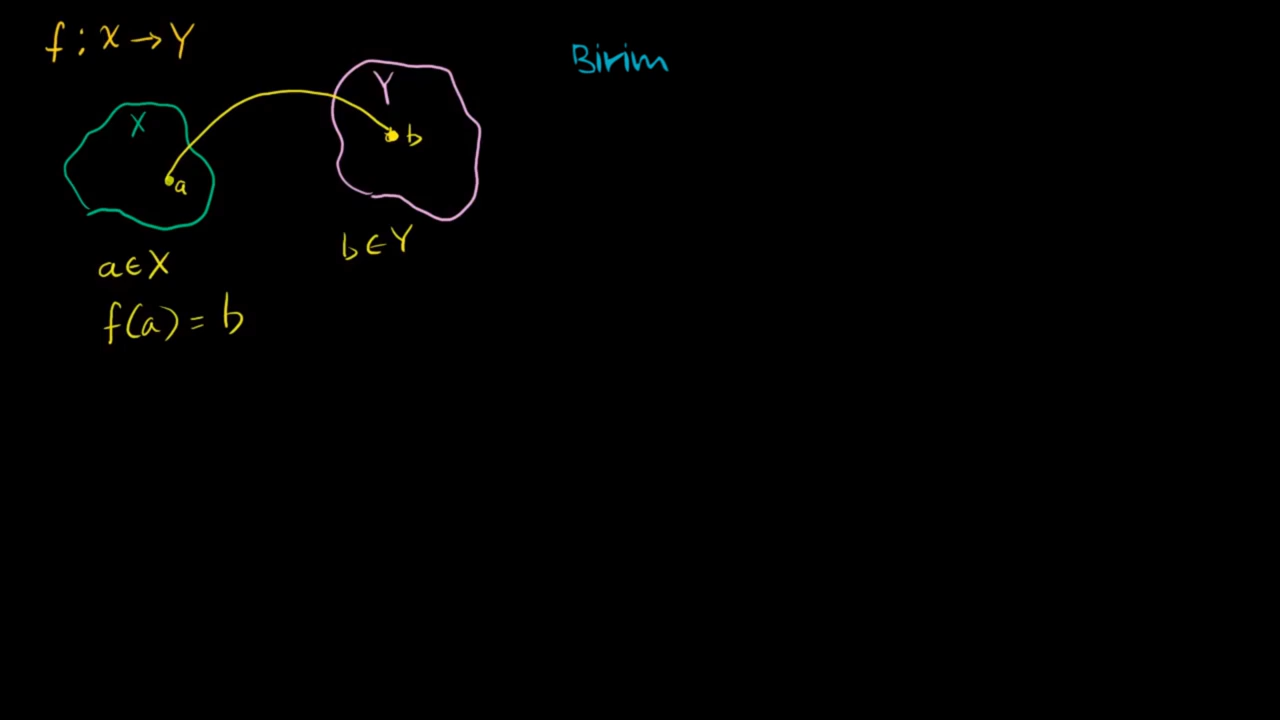 f : X → Y
Birim
X
Y
a
b
a ∈ X
b ∈ Y
f(a) = b